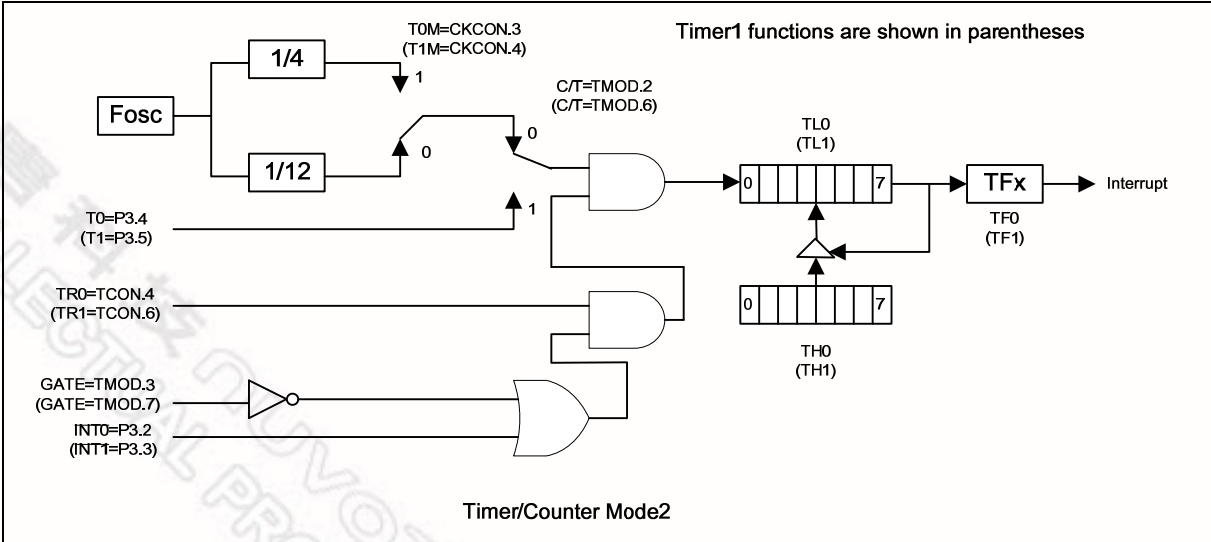 T0M=CKCON.3
(T1M=CKCON.4)
Timer1 functions are shown in parentheses
1/4
1
C/T=TMOD.2
(C/T=TMOD.6)
Fosc
0
TL0
(TL1)
1/12
0
0
7
TFx
Interrupt
T0=P3.4
(T1=P3.5)
1
TF0
(TF1)
TR0=TCON.4
(TR1=TCON.6)
0
7
TH0
(TH1)
GATE=TMOD.3
(GATE=TMOD.7)
INT0=P3.2
(INT1=P3.3)
Timer/Counter Mode2